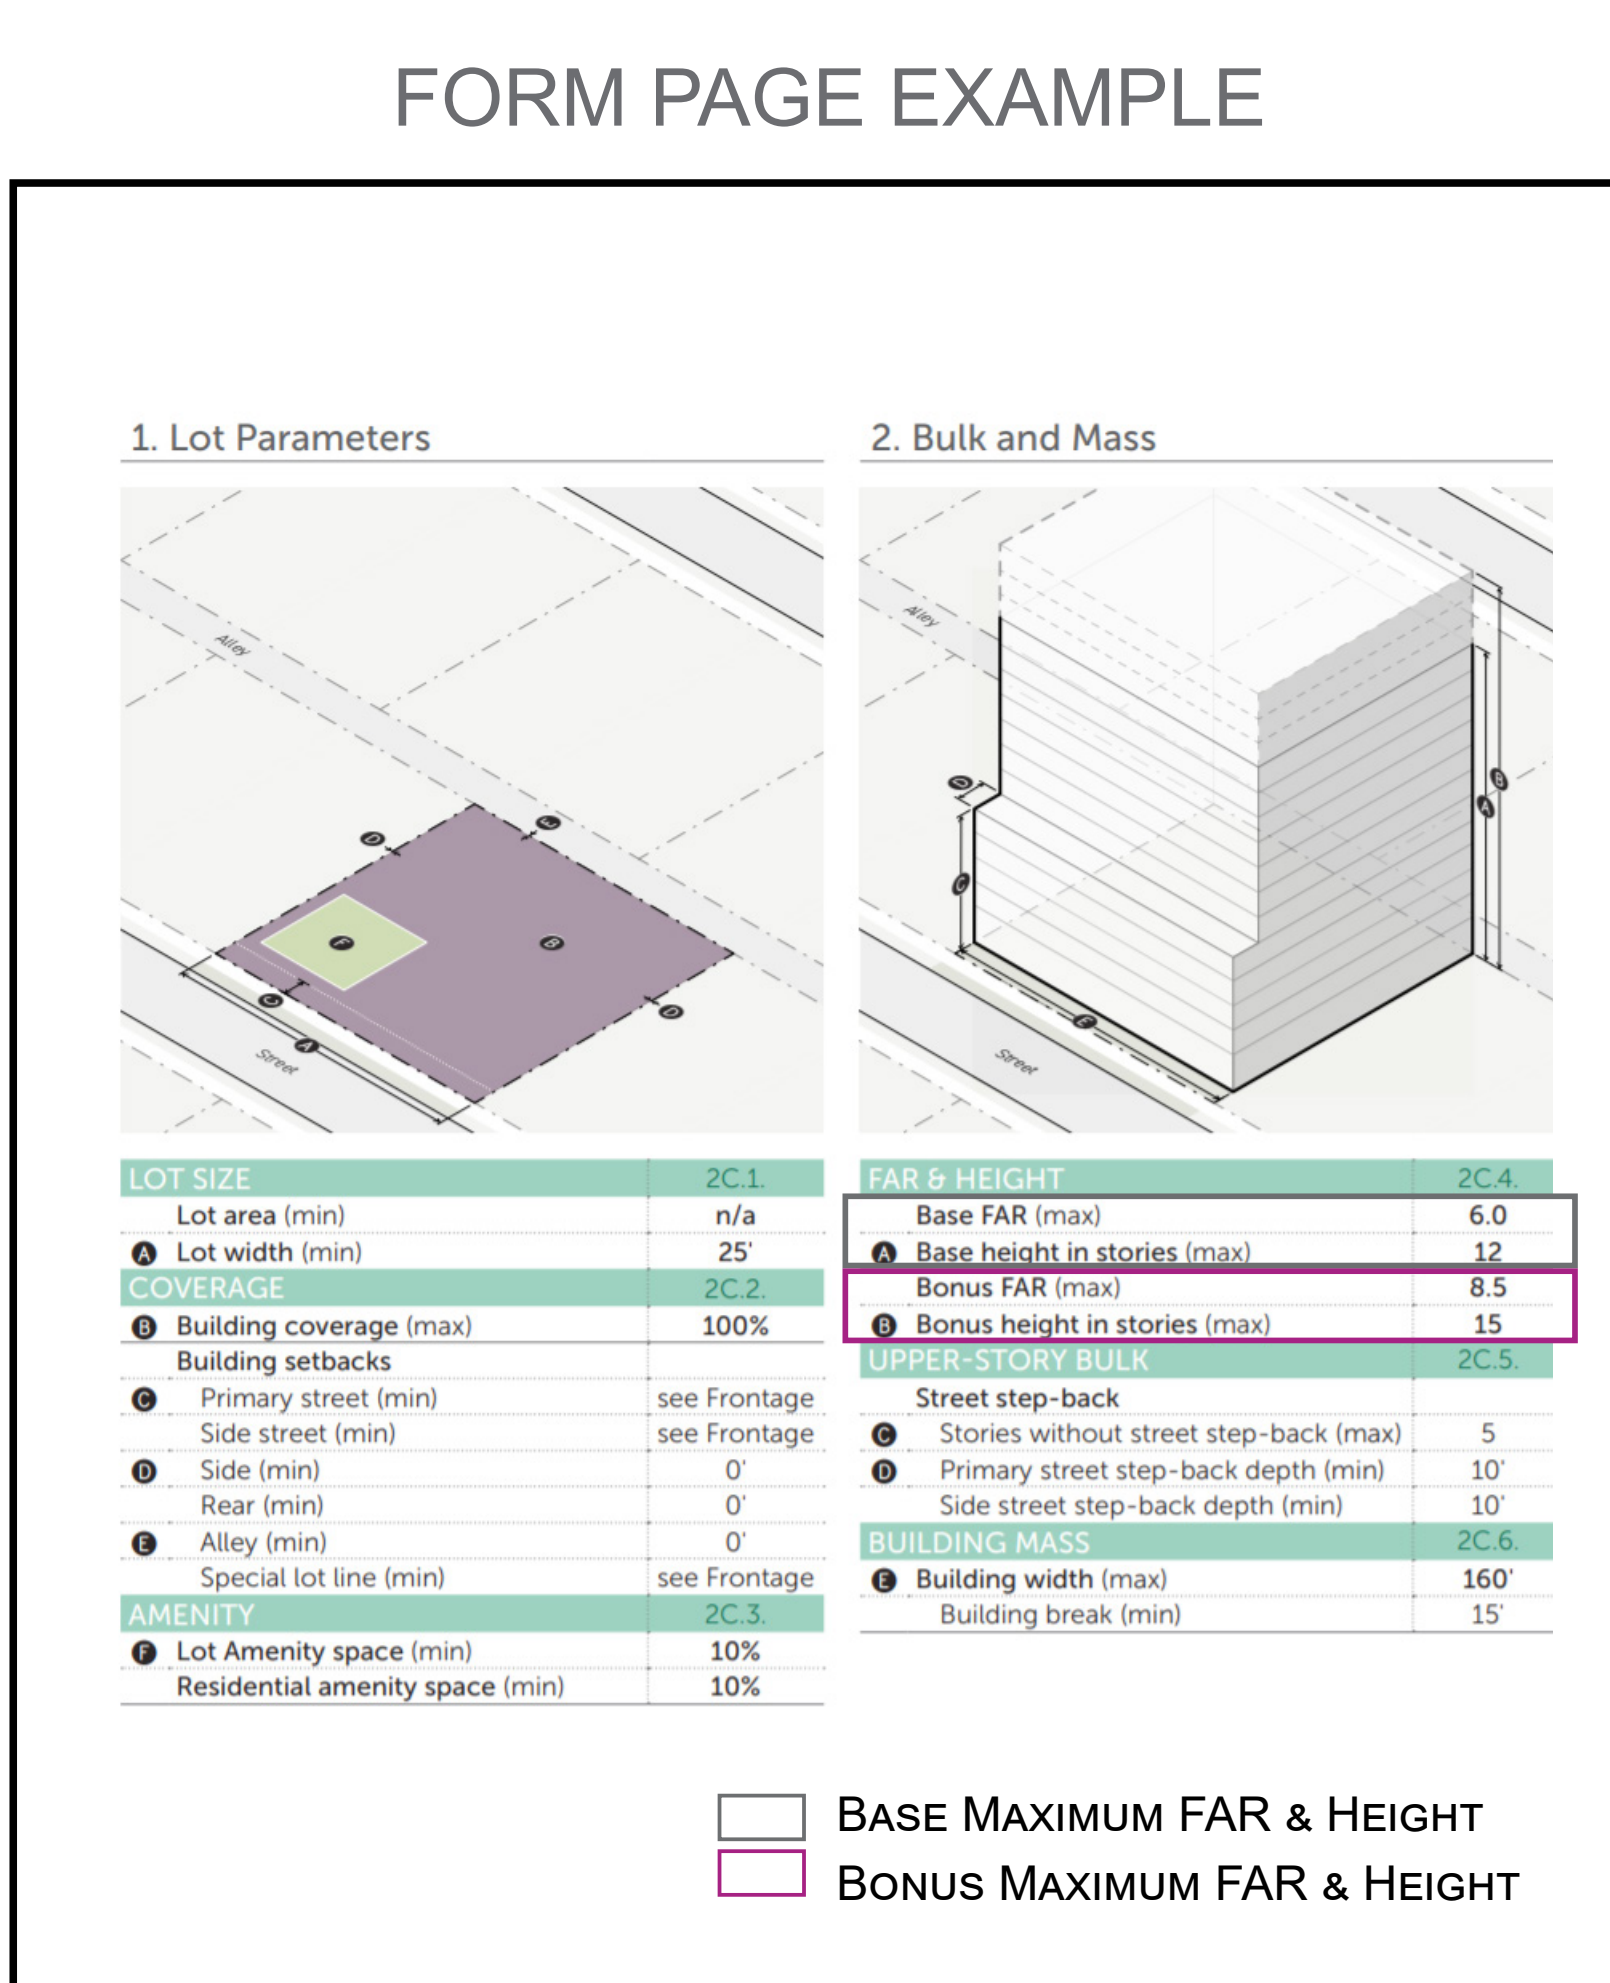 FORM PAGE EXAMPLE
1. Lot Parameters
Alley
D
E
F
B
C
D
A
Street
LOT SIZE 2C.1.
Lot area (min) n/a
A Lot width (min) 25'
COVERAGE 2C.2.
B Building coverage (max) 100%
Building setbacks
C Primary street (min) see Frontage
Side street (min) see Frontage
D Side (min) 0'
Rear (min) 0'
E Alley (min) 0'
Special lot line (min) see Frontage
AMENITY 2C.3.
F Lot Amenity space (min) 10%
Residential amenity space (min) 10%
2. Bulk and Mass
Alley
D
B
A
C
E
Street
FAR & HEIGHT 2C.4.
Base FAR (max) 6.0
A Base height in stories (max) 12
Bonus FAR (max) 8.5
B Bonus height in stories (max) 15
UPPER-STORY BULK 2C.5.
Street step-back
C Stories without street step-back (max) 5
D Primary street step-back depth (min) 10'
Side street step-back depth (min) 10'
BUILDING MASS 2C.6.
E Building width (max) 160'
Building break (min) 15'
BASE MAXIMUM FAR & HEIGHT
BONUS MAXIMUM FAR & HEIGHT